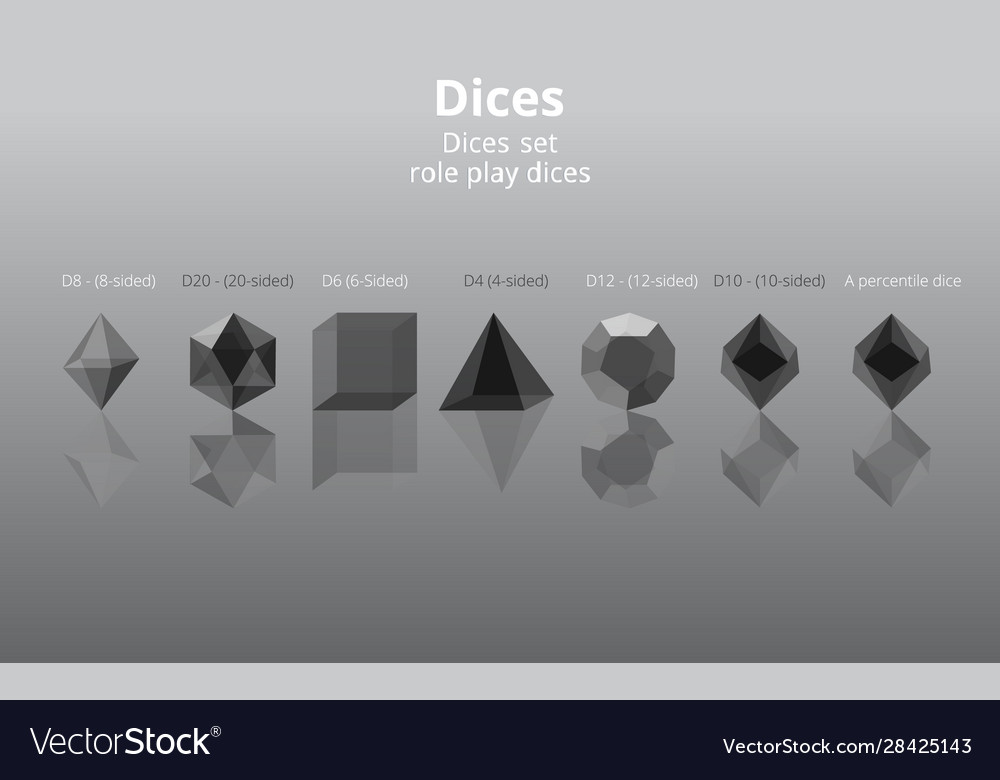 Dices
Dices set
role play dices
D8 - (8-sided) D20 - (20-sided) D6 (6-Sided) D4 (4-sided) D12 - (12-sided) D10 - (10-sided) A percentile dice
VectorStock® VectorStock.com/28425143